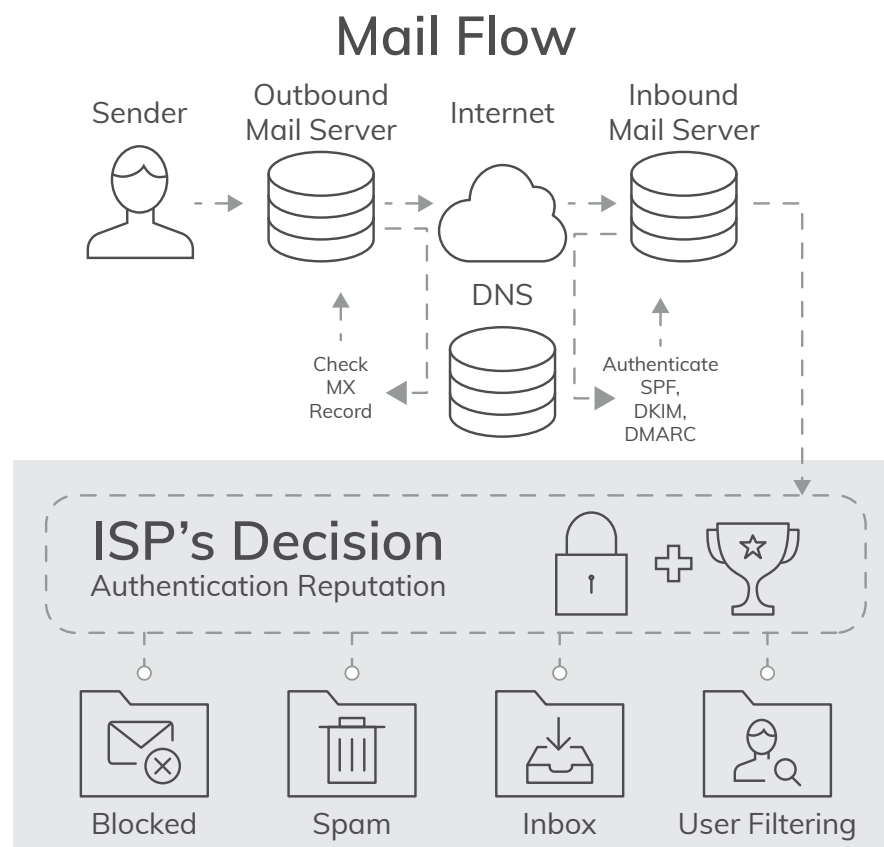 Mail Flow
Sender
Outbound
Mail Server
Internet
Inbound
Mail Server
DNS
Check
MX
Record
Authenticate
SPF,
DKIM,
DMARC
ISP's Decision
Authentication Reputation
Blocked
Spam
Inbox
User Filtering